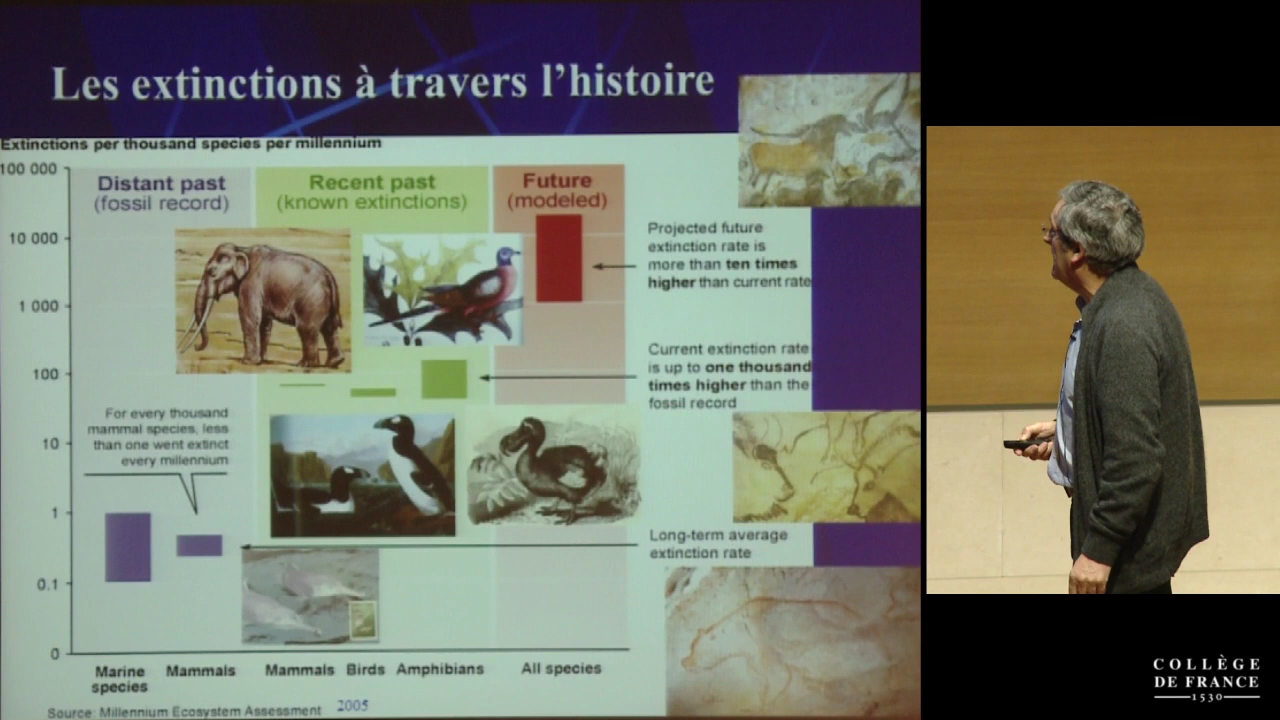 Les extinctions à travers l'histoire
Extinctions per thousand species per millennium
100 000
10 000
1 000
100
10
1
0.1
0
Distant past
(fossil record)
Recent past
(known extinctions)
Future
(modeled)
Projected future
extinction rate is
more than ten times
higher than current rate
Current extinction rate
is up to one thousand
times higher than the
fossil record
For every thousand
mammal species, less
than one went extinct
every millennium
Long-term average
extinction rate
Marine
species
Mammals
Mammals
Birds
Amphibians
All species
Source: Millennium Ecosystem Assessment 2005
COLLÈGE
DE FRANCE
1530